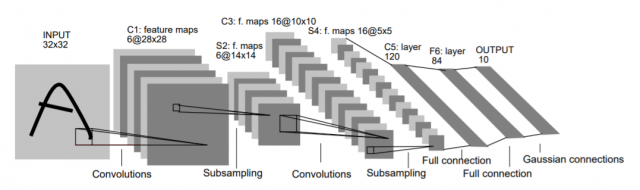 INPUT
32x32
C1: feature maps
6@28x28
S2: f. maps
6@14x14
C3: f. maps 16@10x10
S4: f. maps 16@5x5
C5: layer
120
F6: layer
84
OUTPUT
10
A
Convolutions
Subsampling
Convolutions
Subsampling
Full connection
Full connection
Gaussian connections